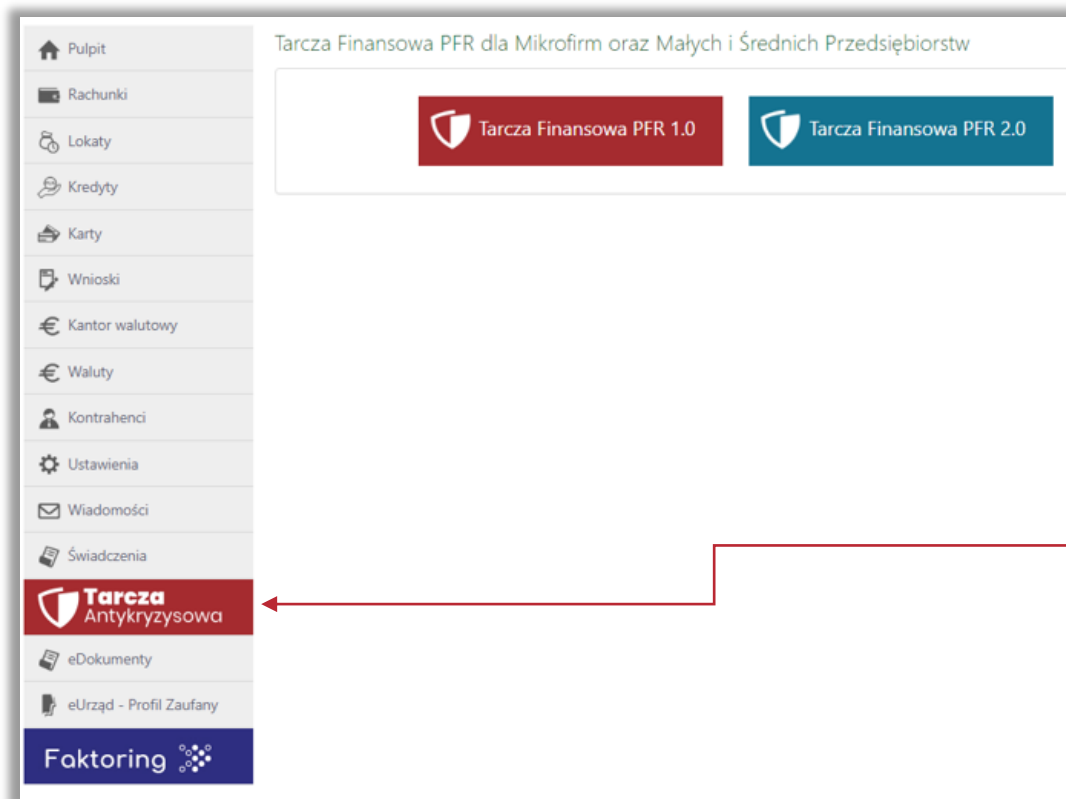 Pulpit
Rachunki
Lokaty
Kredyty
Karty
Wnioski
Kantor walutowy
Waluty
Kontrahenci
Ustawienia
Wiadomości
Świadczenia
Tarcza
Antykryzysowa
eDokumenty
eUrząd - Profil Zaufany
Faktoring
Tarcza Finansowa PFR dla Mikrofirm oraz Małych i Średnich Przedsiębiorstw
Tarcza Finansowa PFR 1.0
Tarcza Finansowa PFR 2.0